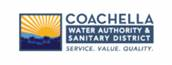 COACHELLA
WATER AUTHORITY &
SANITARY DISTRICT
SERVICE. VALUE. QUALITY.